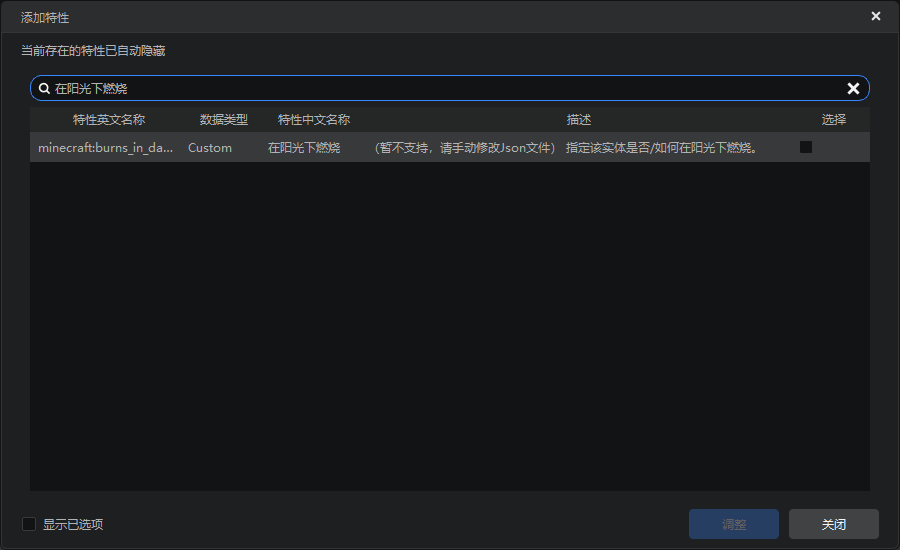 添加特性
当前存在的特性已自动隐藏
在阳光下燃烧
特性英文名称 数据类型 特性中文名称 描述 选择
minecraft:burns_in_da... Custom 在阳光下燃烧 （暂不支持，请手动修改Json文件） 指定该实体是否/如何在阳光下燃烧。
显示已选项 调整 关闭